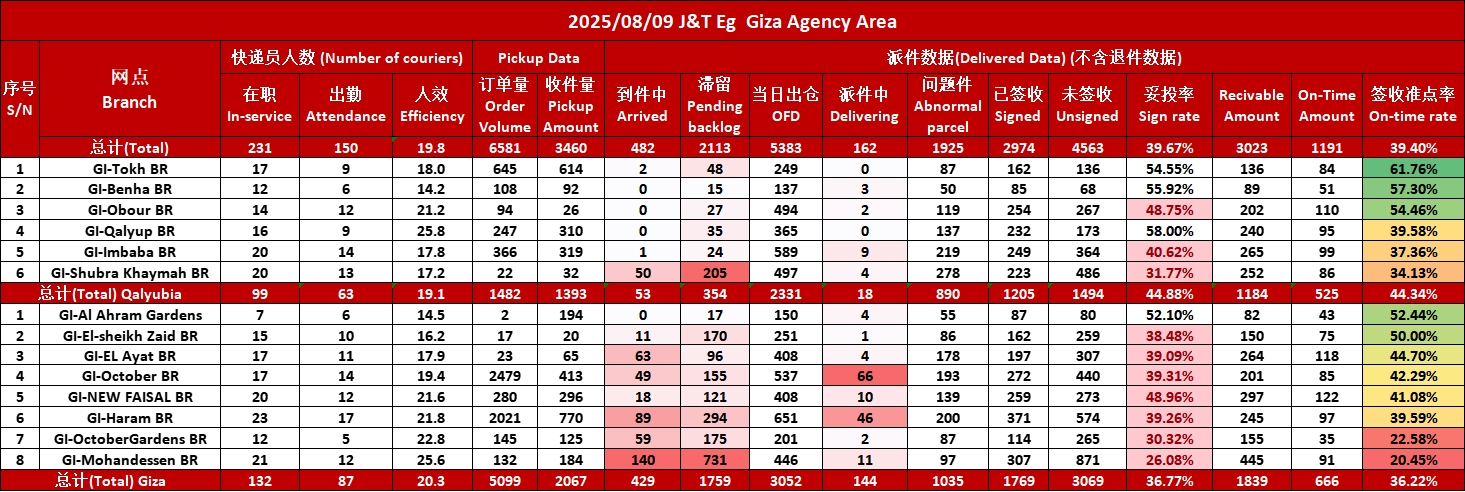 2025/08/09 J&T Eg  Giza Agency Area
序号 S/N 网点 Branch 快递员人数 (Number of couriers) Pickup Data 派件数据(Delivered Data) (不含退件数据)
在职 In-service 出勤 Attendance 人效 Efficiency 订单量 Order Volume 收件量 Pickup Amount 到件中 Arrived 滞留 Pending backlog 当日出仓 OFD 派件中 Delivering 问题件 Abnormal parcel 已签收 Signed 未签收 Unsigned 妥投率 Sign rate Recivable Amount On-Time Amount 签收准点率 On-time rate
总计(Total) 231 150 19.8 6581 3460 482 2113 5383 162 1925 2974 4563 39.67% 3023 1191 39.40%
1 GI-Tokh BR 17 9 18.0 645 614 2 48 249 0 87 162 136 54.55% 136 84 61.76%
2 GI-Benha BR 12 6 14.2 108 92 0 15 137 3 50 85 68 55.92% 89 51 57.30%
3 GI-Obour BR 14 12 21.2 94 26 0 27 494 2 119 254 267 48.75% 202 110 54.46%
4 GI-Qalyup BR 16 9 25.8 247 310 0 35 365 0 137 232 173 58.00% 240 95 39.58%
5 GI-Imbaba BR 20 14 17.8 366 319 1 24 589 9 219 249 364 40.62% 265 99 37.36%
6 GI-Shubra Khaymah BR 20 13 17.2 22 32 50 205 497 4 278 223 486 31.77% 252 86 34.13%
总计(Total) Qalyubia 99 63 19.1 1482 1393 53 354 2331 18 890 1205 1494 44.88% 1184 525 44.34%
1 GI-Al Ahram Gardens 7 6 14.5 2 194 0 17 150 4 55 87 80 52.10% 82 43 52.44%
2 GI-El-sheikh Zaid BR 15 10 16.2 17 20 11 170 251 1 86 162 259 38.48% 150 75 50.00%
3 GI-EL Ayat BR 17 11 17.9 23 65 63 96 408 4 178 197 307 39.09% 264 118 44.70%
4 GI-October BR 17 14 19.4 2479 413 49 155 537 66 193 272 440 39.31% 201 85 42.29%
5 GI-NEW FAISAL BR 20 12 21.6 280 296 18 121 408 10 139 259 273 48.96% 297 122 41.08%
6 GI-Haram BR 23 17 21.8 2021 770 89 294 651 46 200 371 574 39.26% 245 97 39.59%
7 GI-OctoberGardens BR 12 5 22.8 145 125 59 175 201 2 87 114 265 30.32% 155 35 22.58%
8 GI-Mohandessen BR 21 12 25.6 132 184 140 731 446 11 97 307 871 26.08% 445 91 20.45%
总计(Total) Giza 132 87 20.3 5099 2067 429 1759 3052 144 1035 1769 3069 36.77% 1839 666 36.22%